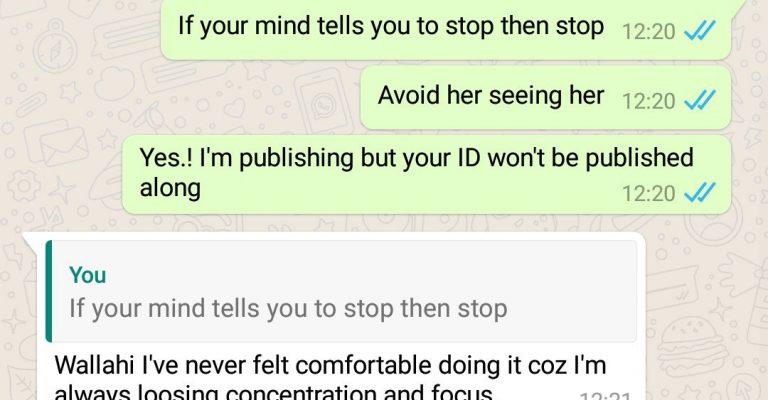 If your mind tells you to stop then stop 12:20
Avoid her seeing her 12:20
Yes.! I'm publishing but your ID won't be published
along 12:20
You
If your mind tells you to stop then stop
Wallahi I've never felt comfortable doing it coz I'm
always loosing concentration and focus 12:21